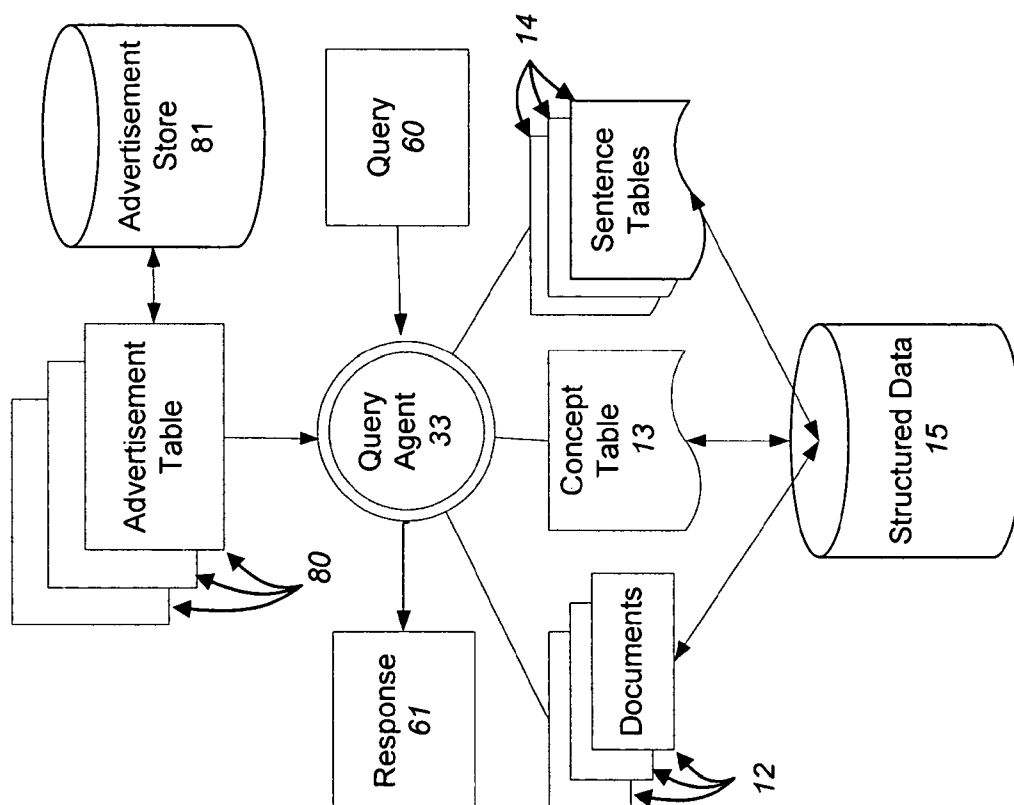 12
Documents
Response
61
80
Structured Data
15
Concept
Table
13
Query
Agent
33
Advertisement
Table
Sentence
Tables
14
Query
60
Advertisement
Store
81